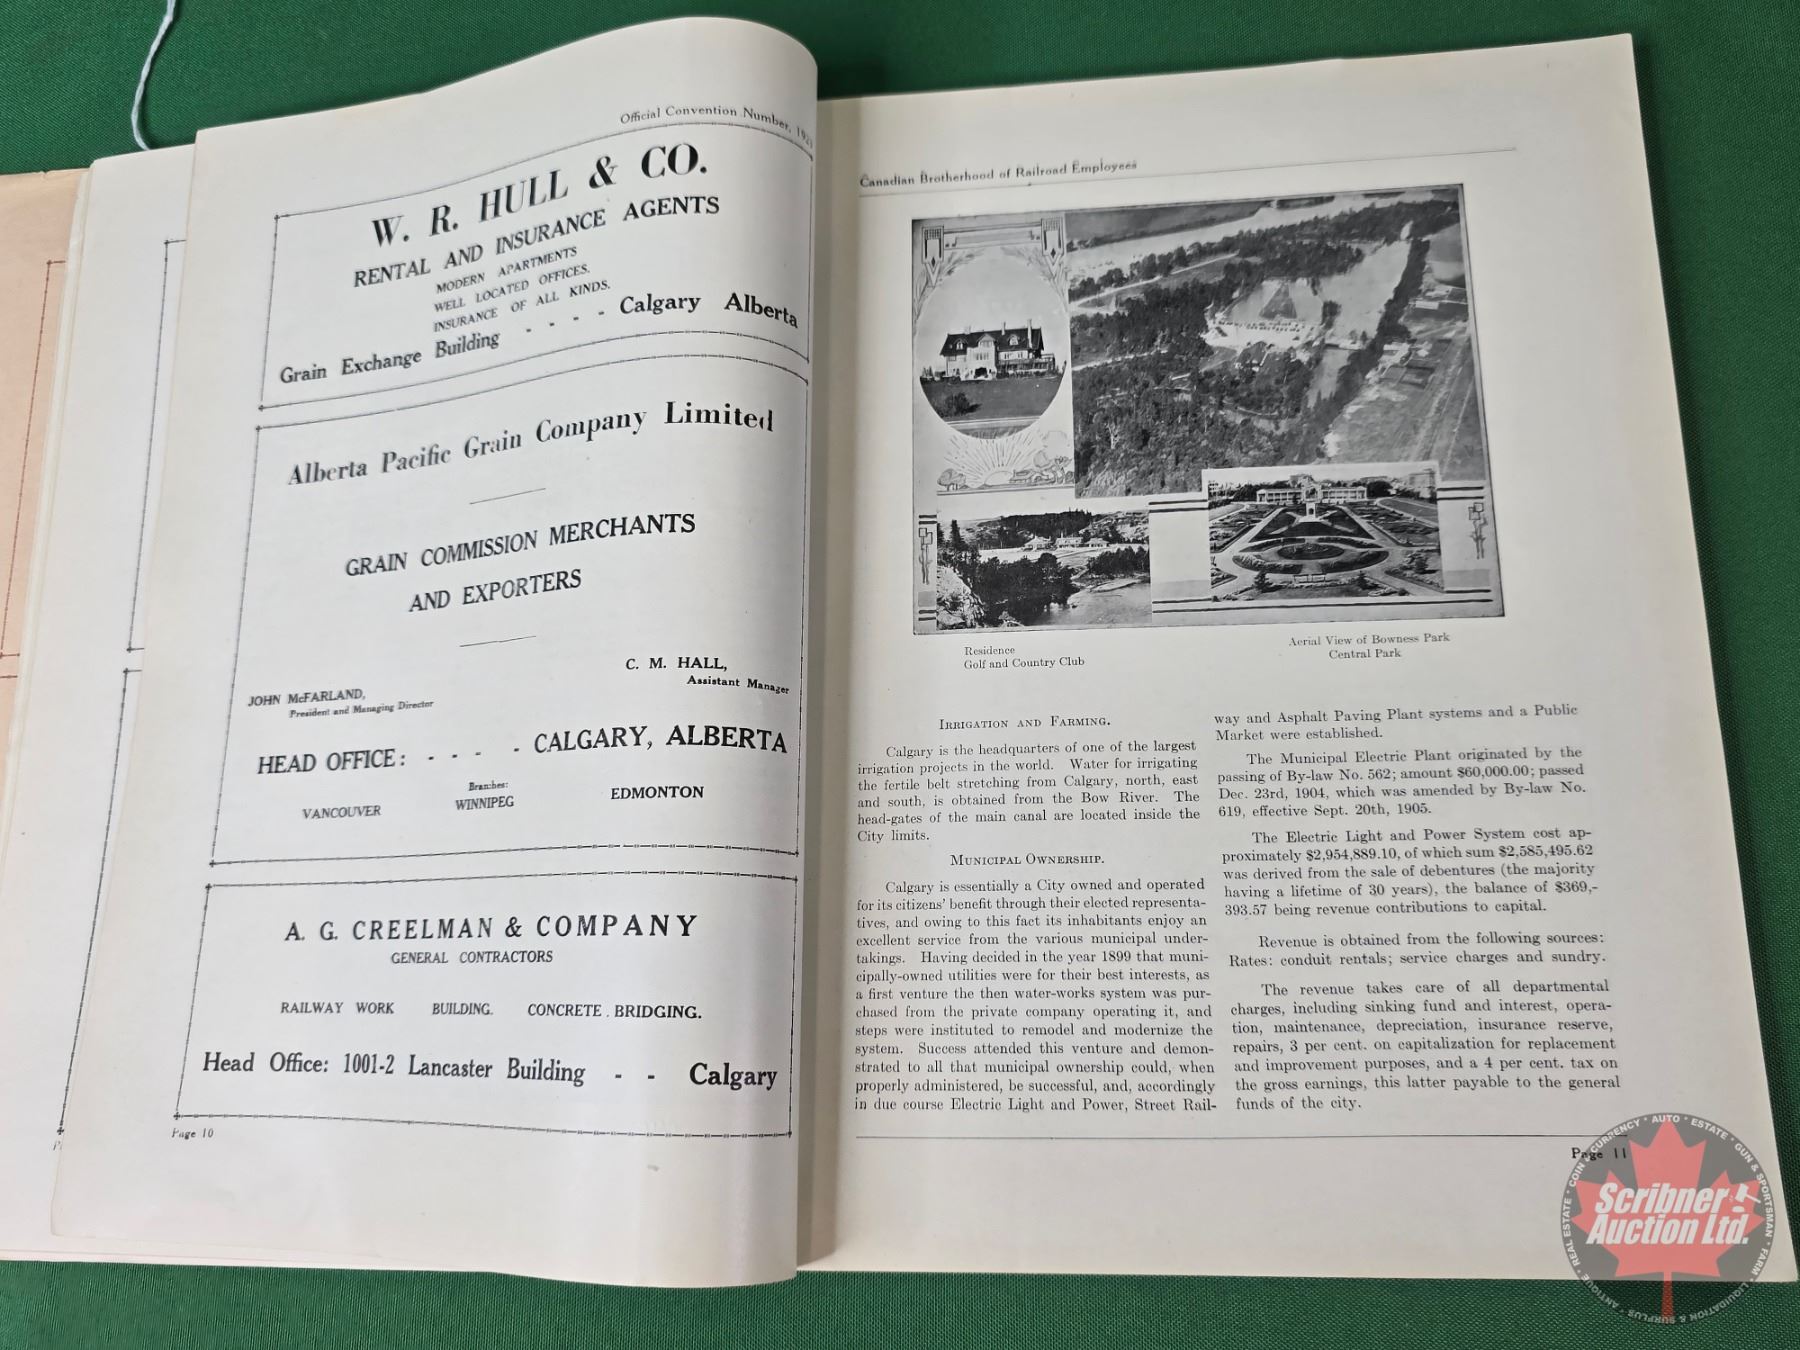 Official Convention Number,
W. R. HULL & CO.
RENTAL AND INSURANCE AGENTS
MODERN APARTMENTS
WELL LOCATED OFFICES.
INSURANCE OF ALL KINDS.
Grain Exchange Building - - - - Calgary Alberta
Alberta Pacific Grain Company Limited
GRAIN COMMISSION MERCHANTS
AND EXPORTERS
C. M. HALL,
Assistant Manager
JOHN McFARLAND,
President and Managing Director
HEAD OFFICE: - - - - CALGARY, ALBERTA
Branches:
VANCOUVER WINNIPEG EDMONTON
A. G. CREELMAN & COMPANY
GENERAL CONTRACTORS
RAILWAY WORK BUILDING. CONCRETE . BRIDGING.
Head Office: 1001-2 Lancaster Building - - Calgary
Page 10
Canadian Brotherhood of Railroad Employees
Residence
Golf and Country Club
Aerial View of Bowness Park
Central Park
IRRIGATION AND FARMING.
Calgary is the headquarters of one of the largest
irrigation projects in the world. Water for irrigating
the fertile belt stretching from Calgary, north, east
and south, is obtained from the Bow River. The
head-gates of the main canal are located inside the
City limits.
MUNICIPAL OWNERSHIP.
Calgary is essentially a City owned and operated
for its citizens' benefit through their elected representa-
tives, and owing to this fact its inhabitants enjoy an
excellent service from the various municipal under-
takings. Having decided in the year 1899 that muni-
cipally-owned utilities were for their best interests, as
a first venture the then water-works system was pur-
chased from the private company operating it, and
steps were instituted to remodel and modernize the
system. Success attended this venture and demon-
strated to all that municipal ownership could, when
properly administered, be successful, and, accordingly
in due course Electric Light and Power, Street Rail-
way and Asphalt Paving Plant systems and a Public
Market were established.
The Municipal Electric Plant originated by the
passing of By-law No. 562; amount $60,000.00; passed
Dec. 23rd, 1904, which was amended by By-law No.
619, effective Sept. 20th, 1905.
The Electric Light and Power System cost ap-
proximately $2,954,889.10, of which sum $2,585,495.62
was derived from the sale of debentures (the majority
having a lifetime of 30 years), the balance of $369,-
393.57 being revenue contributions to capital.
Revenue is obtained from the following sources:
Rates: conduit rentals; service charges and sundry.
The revenue takes care of all departmental
charges, including sinking fund and interest, opera-
tion, maintenance, depreciation, insurance reserve,
repairs, 3 per cent. on capitalization for replacement
and improvement purposes, and a 4 per cent. tax on
the gross earnings, this latter payable to the general
funds of the city.
Page 11
COIN • CURRENCY • AUTO • ESTATE • GUN & SPORTSMAN • FARM • LIQUIDATION & SURPLUS • ANTIQUE • REAL ESTATE
Scribner
Auction Ltd.